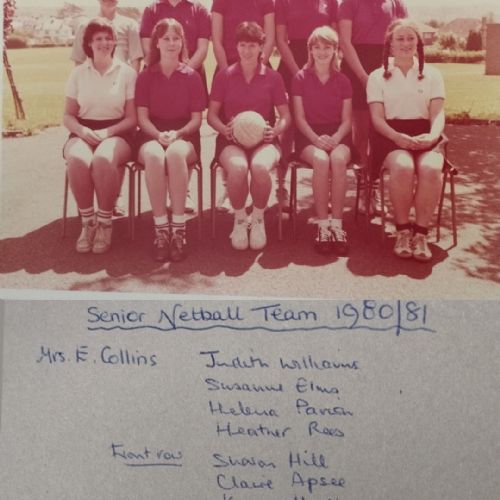 Senior Netball Team 1980/81
Mrs. E. Collins Judith Williams
Susanne Elms
Helena Parish
Heather Rees
Front row Sharon Hill
Claire Apsee